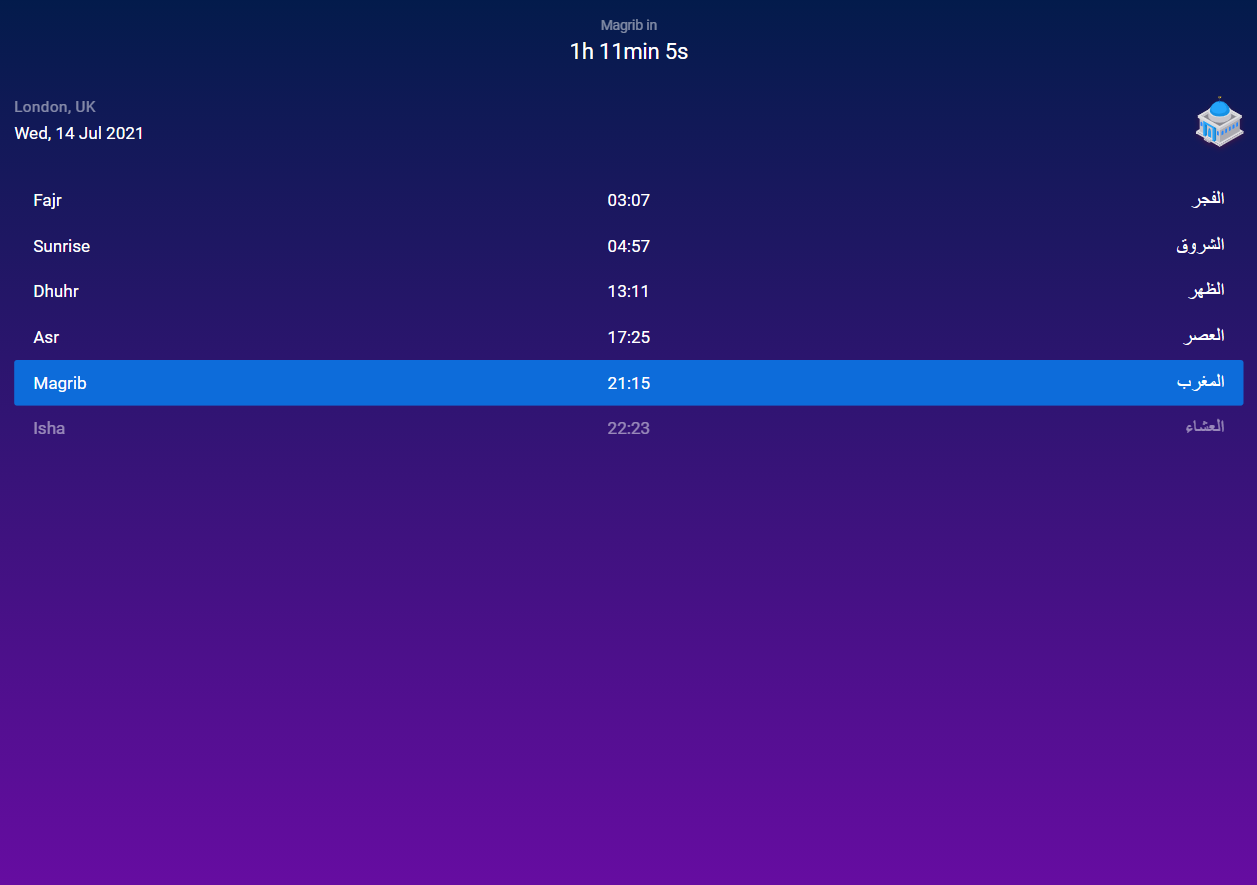 Magrib in
1h 11min 5s
London, UK
Wed, 14 Jul 2021
Fajr 03:07 الفجر
Sunrise 04:57 الشروق
Dhuhr 13:11 الظهر
Asr 17:25 العصر
Magrib 21:15 المغرب
Isha 22:23 العشاء